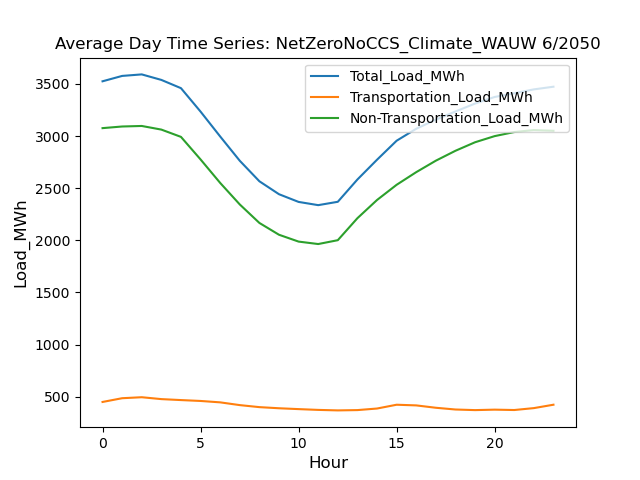 Average Day Time Series: NetZeroNoCCS_Climate_WAUW 6/2050
Total_Load_MWh
Transportation_Load_MWh
Non-Transportation_Load_MWh
3500
3000
2500
2000
1500
1000
500
Load_MWh
0 5 10 15 20
Hour